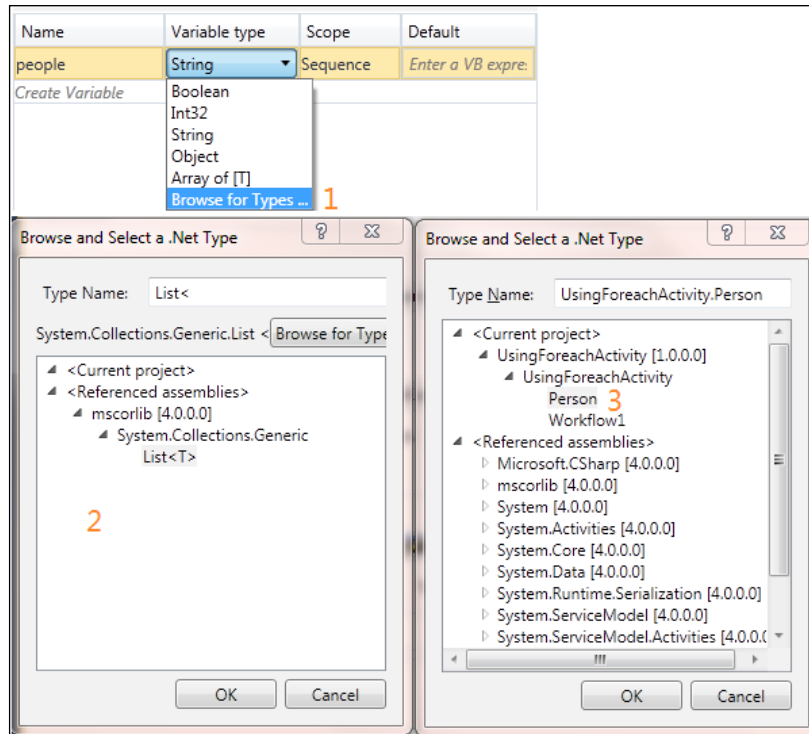 Name Variable type Scope Default
people String Sequence Enter a VB expre:
Create Variable
Boolean
Int32
String
Object
Array of [T]
Browse for Types ... 1
Browse and Select a .Net Type
Type Name: List<
System.Collections.Generic.List < Browse for Type
<Current project>
<Referenced assemblies>
mscorlib [4.0.0.0]
System.Collections.Generic
List<T>
2
OK Cancel
Browse and Select a .Net Type
Type Name: UsingForeachActivity.Person
<Current project>
UsingForeachActivity [1.0.0.0]
UsingForeachActivity
Person 3
Workflow1
<Referenced assemblies>
Microsoft.CSharp [4.0.0.0]
mscorlib [4.0.0.0]
System [4.0.0.0]
System.Activities [4.0.0.0]
System.Core [4.0.0.0]
System.Data [4.0.0.0]
System.Runtime.Serialization [4.0.0.0]
System.ServiceModel [4.0.0.0]
System.ServiceModel.Activities [4.0.0.(
OK Cancel